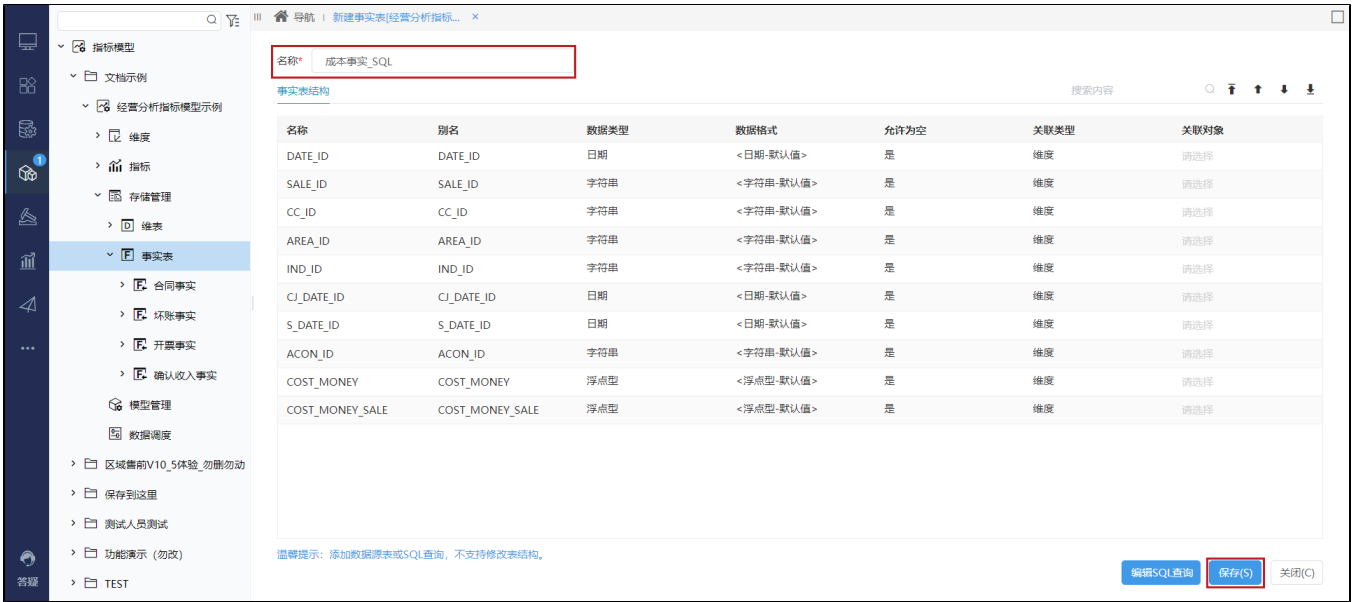 导航 新建事实表[经营分析指标... ×
1
答疑
指标模型
文档示例
经营分析指标模型示例
维度
指标
存储管理
D 维表
F 事实表
合同事实
坏账事实
开票事实
确认收入事实
模型管理
数据调度
区域售前V10_5体验_勿删勿动
保存到这里
测试人员测试
功能演示（勿改）
TEST
名称* 成本事实_SQL
事实表结构 搜索内容
名称 别名 数据类型 数据格式 允许为空 关联类型 关联对象
DATE_ID DATE_ID 日期 <日期-默认值> 是 维度 请选择
SALE_ID SALE_ID 字符串 <字符串-默认值> 是 维度 请选择
CC_ID CC_ID 字符串 <字符串-默认值> 是 维度 请选择
AREA_ID AREA_ID 字符串 <字符串-默认值> 是 维度 请选择
IND_ID IND_ID 字符串 <字符串-默认值> 是 维度 请选择
CJ_DATE_ID CJ_DATE_ID 日期 <日期-默认值> 是 维度 请选择
S_DATE_ID S_DATE_ID 日期 <日期-默认值> 是 维度 请选择
ACON_ID ACON_ID 字符串 <字符串-默认值> 是 维度 请选择
COST_MONEY COST_MONEY 浮点型 <浮点型-默认值> 是 维度 请选择
COST_MONEY_SALE COST_MONEY_SALE 浮点型 <浮点型-默认值> 是 维度 请选择
温馨提示：添加数据源表或SQL查询，不支持修改表结构。
编辑SQL查询 保存(S) 关闭(C)